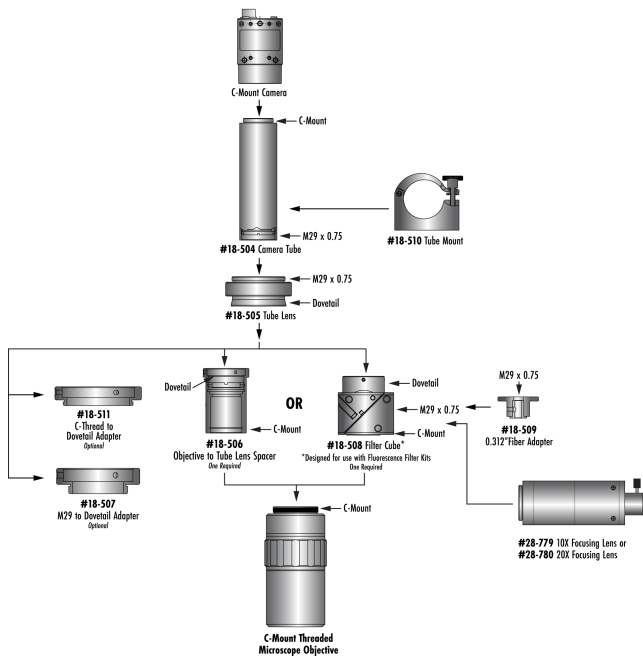 C-Mount Camera
C-Mount
M29 x 0.75
#18-504 Camera Tube
#18-510 Tube Mount
M29 x 0.75
Dovetail
#18-505 Tube Lens
#18-511
C-Thread to
Dovetail Adapter
Optional
#18-507
M29 to Dovetail Adapter
Optional
Dovetail
C-Mount
#18-506
Objective to Tube Lens Spacer
One Required
OR
Dovetail
M29 x 0.75
C-Mount
#18-508 Filter Cube*
*Designed for use with Fluorescence Filter Kits
One Required
M29 x 0.75
#18-509
0.312"Fiber Adapter
#28-779 10X Focusing Lens or
#28-780 20X Focusing Lens
C-Mount
C-Mount Threaded
Microscope Objective